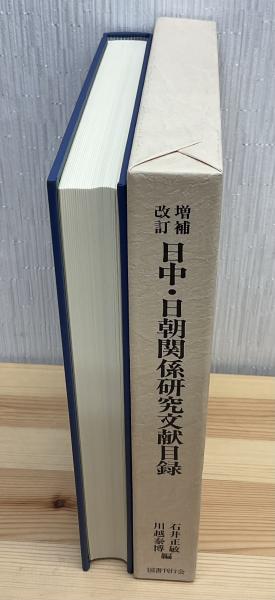 増補
改訂
日中・日朝関係研究文献目録
石井正敏
川越泰博
編
国書刊行会